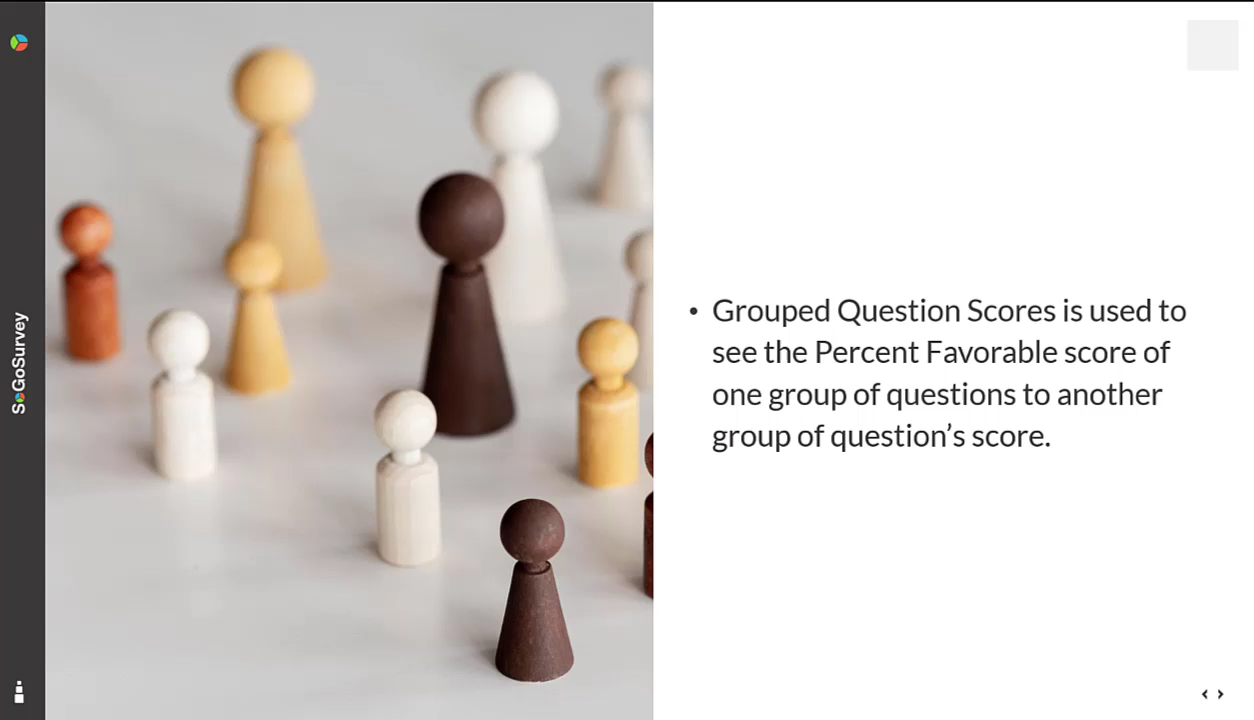 SoGoSurvey
• Grouped Question Scores is used to
see the Percent Favorable score of
one group of questions to another
group of question’s score.